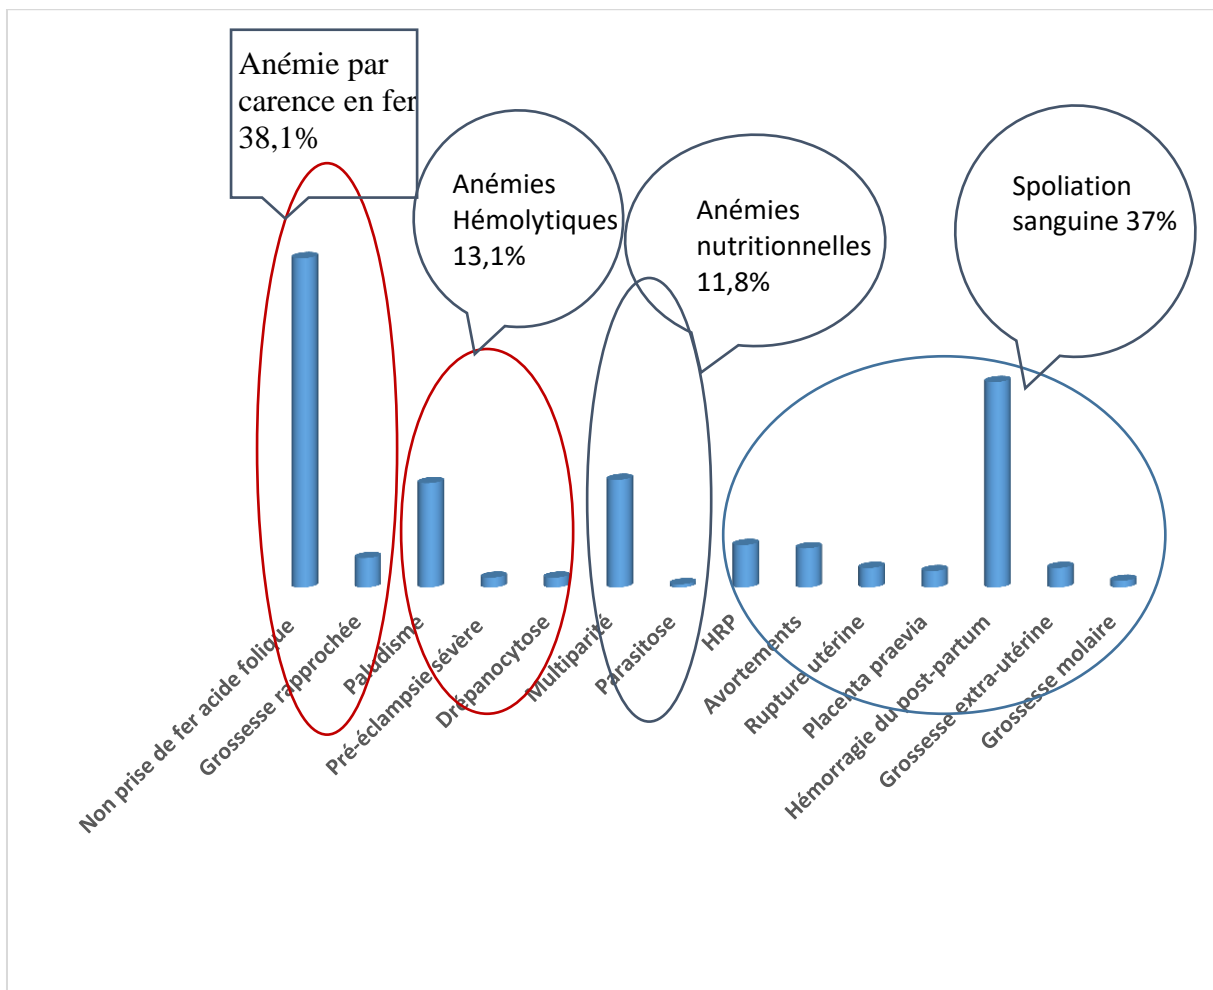 Anémie par
carence en fer
38,1%
Anémies
Hémolytiques
13,1%
Anémies
nutritionnelles
11,8%
Spoliation
sanguine 37%
Non prise de fer acide folique
Grossesse rapprochée
Paludisme
Pré-éclampsie sévère
Drépanocytose
Multiparité
Parasitose
HRP
Avortements
Rupture utérine
Placenta praevia
Hémorragie du post-partum
Grossesse extra-utérine
Grossesse molaire